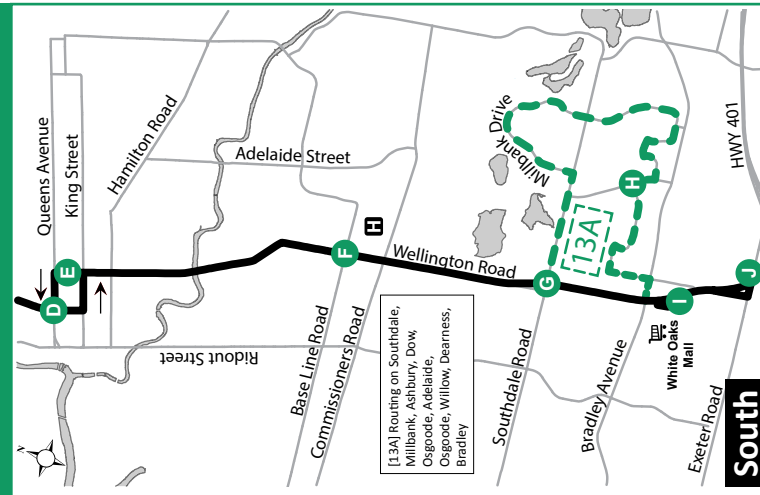 Queens Avenue
King Street
Hamilton Road
Adelaide Street
D
E
N
Ridout Street
F
H
Wellington Road
Base Line Road
Commissioners Road
Millbank Drive
[13A]
G
H
Southdale Road
Bradley Avenue
[13A] Routing on Southdale,
Millbank, Ashbury, Dow,
Osgoode, Adelaide,
Osgoode, Willow, Dearness,
Bradley
I
White Oaks
Mall
HWY 401
J
Exeter Road
South